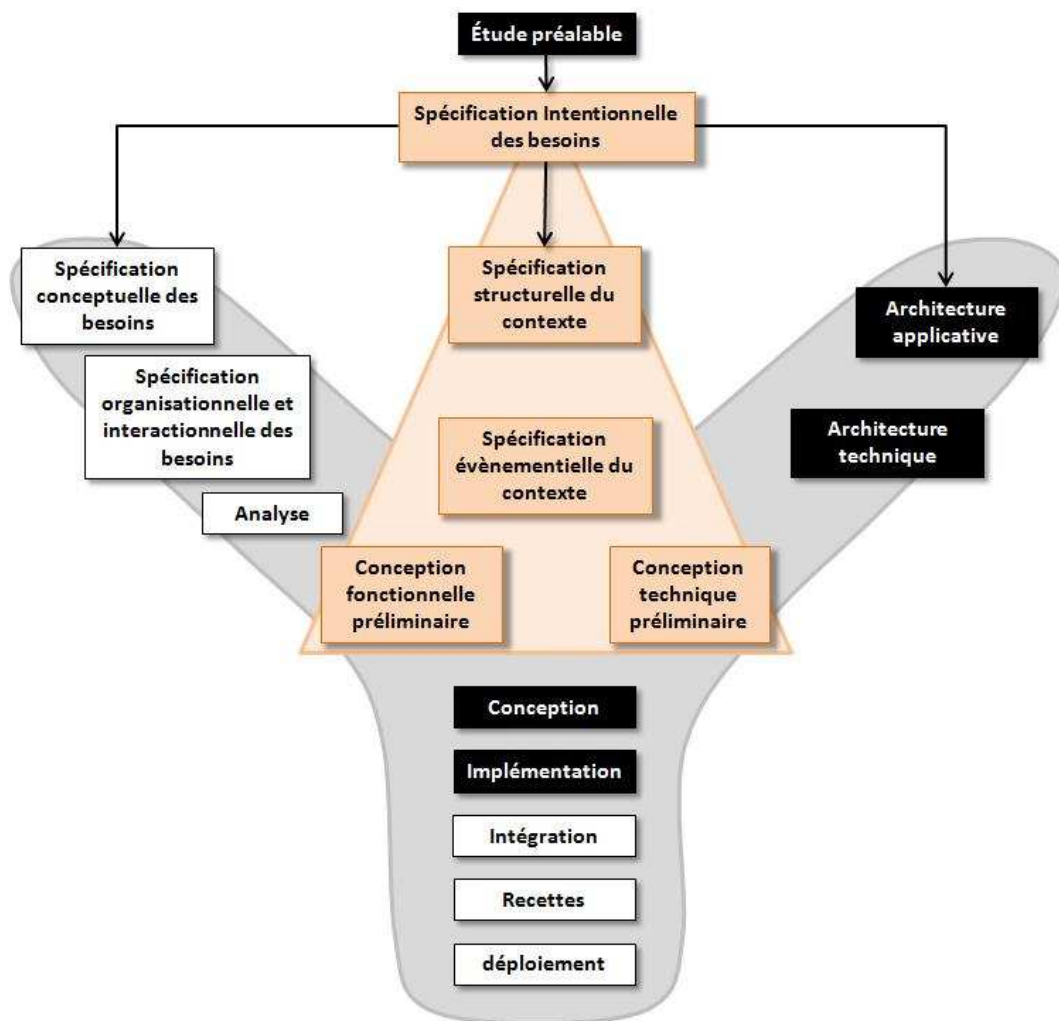 Étude préalable
Spécification Intentionnelle
des besoins
Spécification
conceptuelle des
besoins
Spécification
structurelle du
contexte
Architecture
applicative
Spécification
organisationnelle et
interactionnelle des
besoins
Spécification
évènementielle du
contexte
Architecture
technique
Analyse
Conception
fonctionnelle
préliminaire
Conception
technique
préliminaire
Conception
Implémentation
Intégration
Recettes
déploiement